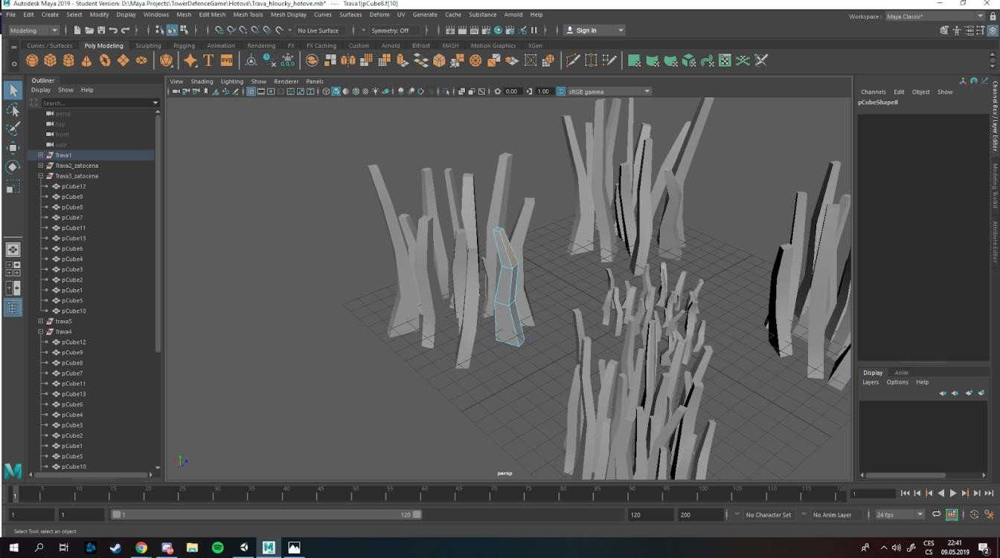 Autodesk Maya 2019 - Student Version: D:\Maya Projects\TowerDefenceGame\Hotové\Trava_hloucky_hotove.mb* --- Trava1|pCube8.f[10]
File Edit Create Select Modify Display Windows Mesh Edit Mesh Mesh Tools Mesh Display Curves Surfaces Deform UV Generate Cache Substance Arnold Help
Workspace : Maya Classic*
Modeling No Live Surface Symmetry: Off Sign In
Curves / Surfaces Poly Modeling Sculpting Rigging Animation Rendering FX FX Caching Custom Arnold Bifrost MASH Motion Graphics XGen
Outliner
Display Show Help
Search...
persp
top
front
side
Trava1
Trava2_zatocena
Trava3_zatocena
pCube12
pCube9
pCube8
pCube7
pCube11
pCube13
pCube6
pCube4
pCube3
pCube2
pCube1
pCube5
pCube10
trava5
Trava4
pCube12
pCube9
pCube8
pCube7
pCube11
pCube13
pCube6
pCube4
pCube3
pCube2
pCube1
pCube5
pCube10
View Shading Lighting Show Renderer Panels
0.00 1.00 sRGB gamma
persp
Channels Edit Object Show
pCubeShape8
Channel Box / Layer Editor
Modeling Toolkit
Attribute Editor
Display Anim
Layers Options Help
1 5 10 15 20 25 30 35 40 45 50 55 60 65 70 75 80 85 90 95 100 105 110 115 120 1
1 1 1 120 120 200 No Character Set No Anim Layer 24 fps
Select Tool: select an object
CES 22:41
CS 09.05.2019
2